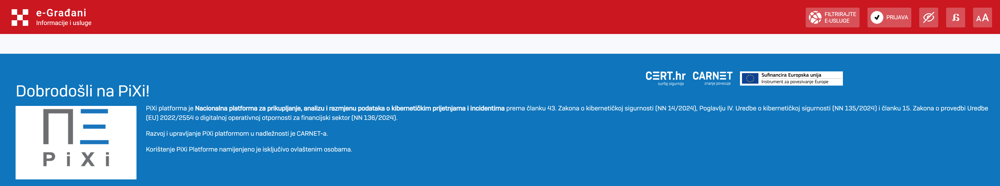 e-Građani
Informacije i usluge
FILTRIRAJTE
E-USLUGE
PRIJAVA
a
AA
CERT.hr
surfaj sigurnije
CARNET
znanje povezuje
Sufinancira Europska unija
Instrument za povezivanje Europe
Dobrodošli na PiXi!
PiXi
PiXi platforma je Nacionalna platforma za prikupljanje, analizu i razmjenu podataka o kibernetičkim prijetnjama i incidentima prema članku 43. Zakona o kibernetičkoj sigurnosti (NN 14/2024), Poglavlju IV. Uredbe o kibernetičkoj sigurnosti (NN 135/2024) i članku 15. Zakona o provedbi Uredbe
(EU) 2022/2554 o digitalnoj operativnoj otpornosti za financijski sektor (NN 136/2024).
Razvoj i upravljanje PiXi platformom u nadležnosti je CARNET-a.
Korištenje PiXi Platforme namijenjeno je isključivo ovlaštenim osobama.